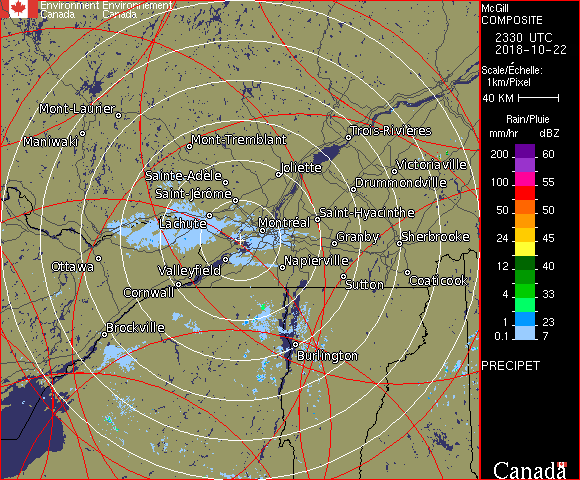 Environment Environnement
Canada Canada
McGill
COMPOSITE
2330 UTC
2018-10-22
Scale/Échelle:
1km/Pixel
40 KM
Rain/Pluie
mm/hr dBZ
200 60
100 55
50 50
24 45
12 40
4 33
1 23
0.1 7
PRECIPET
Canada
Mont-Laurier
Maniwaki
Mont-Tremblant
Trois-Rivières
Joliette
Victoriaville
Sainte-Adèle
Drummondville
Saint-Jérôme
Saint-Hyacinthe
Lachute
Montréal
Granby
Sherbrooke
Ottawa
Valleyfield
Napierville
Coaticook
Cornwall
Sutton
Brockville
Burlington